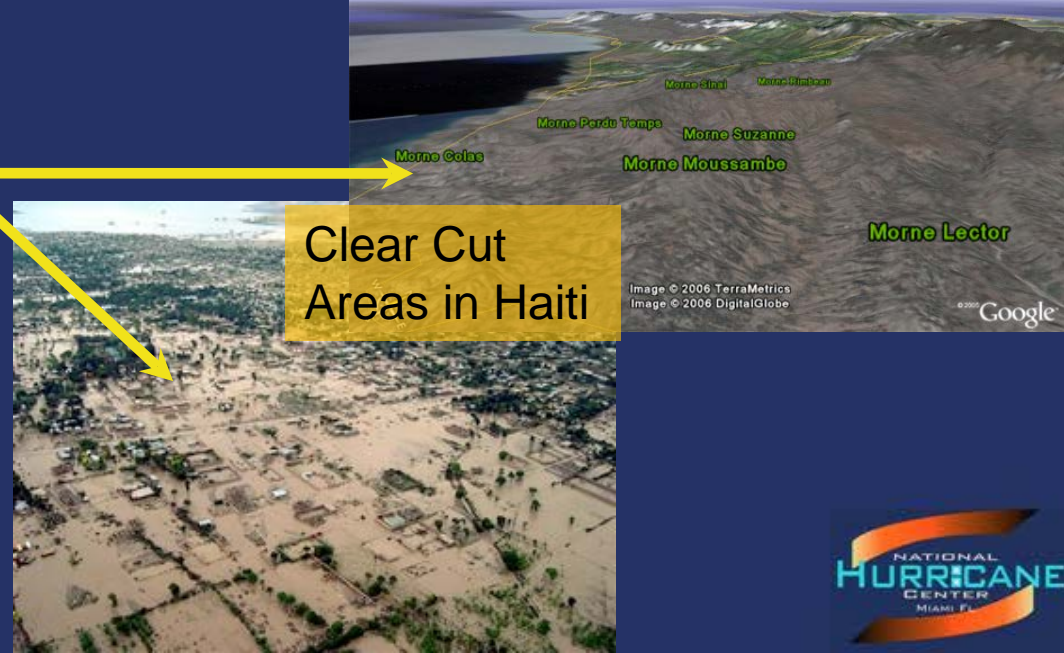 Morne Sinai
Morne Rimbeau
Morne Perdu Temps
Morne Suzanne
Morne Colas
Morne Moussambe
Morne Lector
Clear Cut
Areas in Haiti
Image © 2006 TerraMetrics
Image © 2006 DigitalGlobe
© 2005 Google
NATIONAL
HURRICANE
CENTER
MIAMI FL